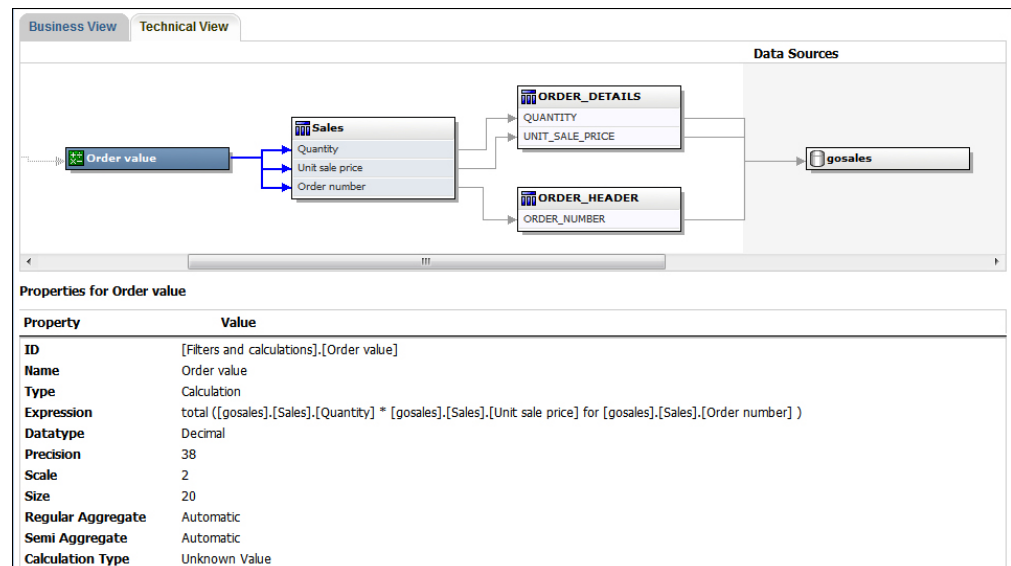 Business View Technical View
Data Sources
ORDER_DETAILS
QUANTITY
UNIT_SALE_PRICE
Sales
Quantity
Unit sale price
Order number
Order value
gosales
ORDER_HEADER
ORDER_NUMBER
Properties for Order value
Property Value
ID [Filters and calculations].[Order value]
Name Order value
Type Calculation
Expression total ([gosales].[Sales].[Quantity] * [gosales].[Sales].[Unit sale price] for [gosales].[Sales].[Order number] )
Datatype Decimal
Precision 38
Scale 2
Size 20
Regular Aggregate Automatic
Semi Aggregate Automatic
Calculation Type Unknown Value